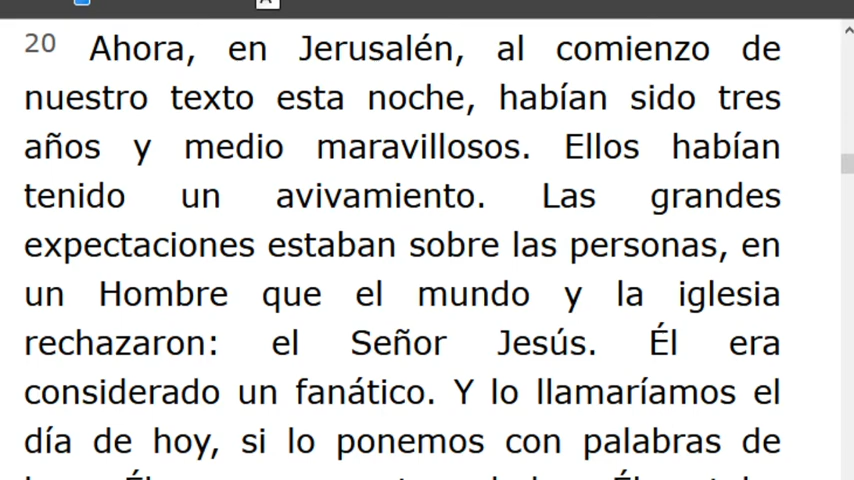 20 Ahora, en Jerusalén, al comienzo de
nuestro texto esta noche, habían sido tres
años y medio maravillosos. Ellos habían
tenido un avivamiento. Las grandes
expectaciones estaban sobre las personas, en
un Hombre que el mundo y la iglesia
rechazaron: el Señor Jesús. Él era
considerado un fanático. Y lo llamaríamos el
día de hoy, si lo ponemos con palabras de